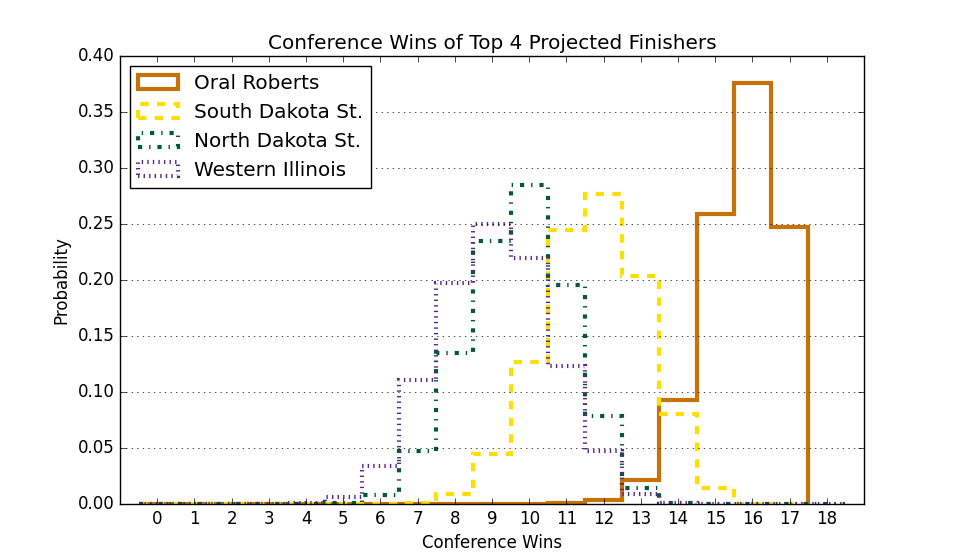 Conference Wins of Top 4 Projected Finishers
Oral Roberts
South Dakota St.
North Dakota St.
Western Illinois
0.40
0.35
0.30
0.25
0.20
0.15
0.10
0.05
0.00
Probability
0 1 2 3 4 5 6 7 8 9 10 11 12 13 14 15 16 17 18
Conference Wins